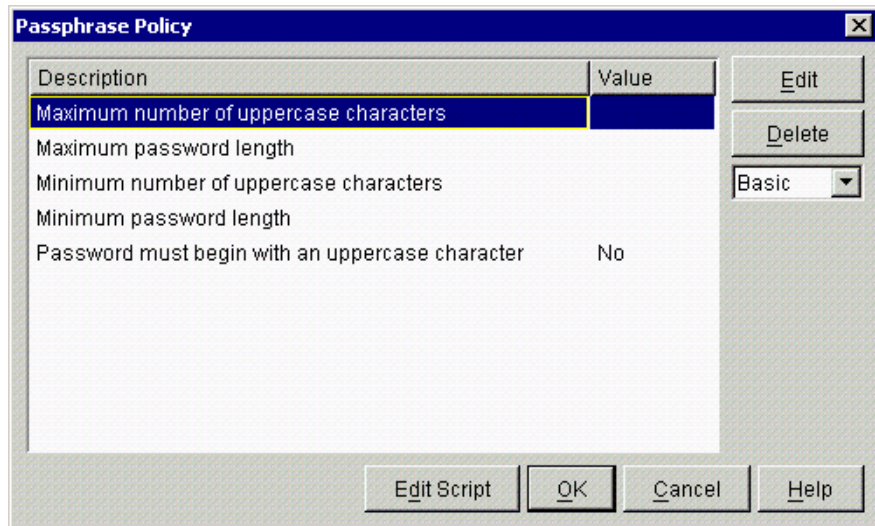 Passphrase Policy
Description Value Edit
Maximum number of uppercase characters
Maximum password length Delete
Minimum number of uppercase characters Basic
Minimum password length
Password must begin with an uppercase character No
Edit Script OK Cancel Help